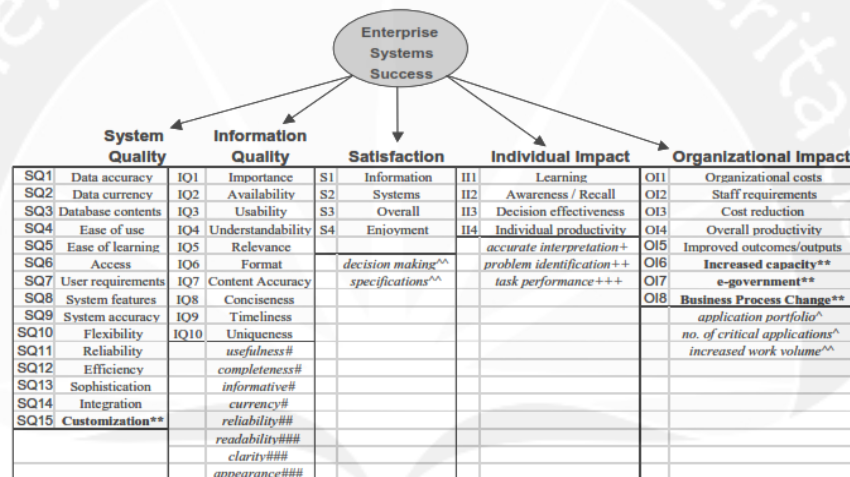 Enterprise
Systems
Success
System
Quality
Information
Quality
Satisfaction
Individual Impact
Organizational Impact
SQ1 Data accuracy IQ1 Importance S1 Information II1 Learning OI1 Organizational costs
SQ2 Data currency IQ2 Availability S2 Systems II2 Awareness / Recall OI2 Staff requirements
SQ3 Database contents IQ3 Usability S3 Overall II3 Decision effectiveness OI3 Cost reduction
SQ4 Ease of use IQ4 Understandability S4 Enjoyment II4 Individual productivity OI4 Overall productivity
SQ5 Ease of learning IQ5 Relevance accurate interpretation+ OI5 Improved outcomes/outputs
SQ6 Access IQ6 Format decision making^^ problem identification++ OI6 Increased capacity**
SQ7 User requirements IQ7 Content Accuracy specifications^^ task performance+++ OI7 e-government**
SQ8 System features IQ8 Conciseness OI8 Business Process Change**
SQ9 System accuracy IQ9 Timeliness application portfolio^
SQ10 Flexibility IQ10 Uniqueness no. of critical applications^
SQ11 Reliability usefulness# increased work volume^^
SQ12 Efficiency completeness#
SQ13 Sophistication informative#
SQ14 Integration currency#
SQ15 Customization** reliability##
readability###
clarity###
appearance###